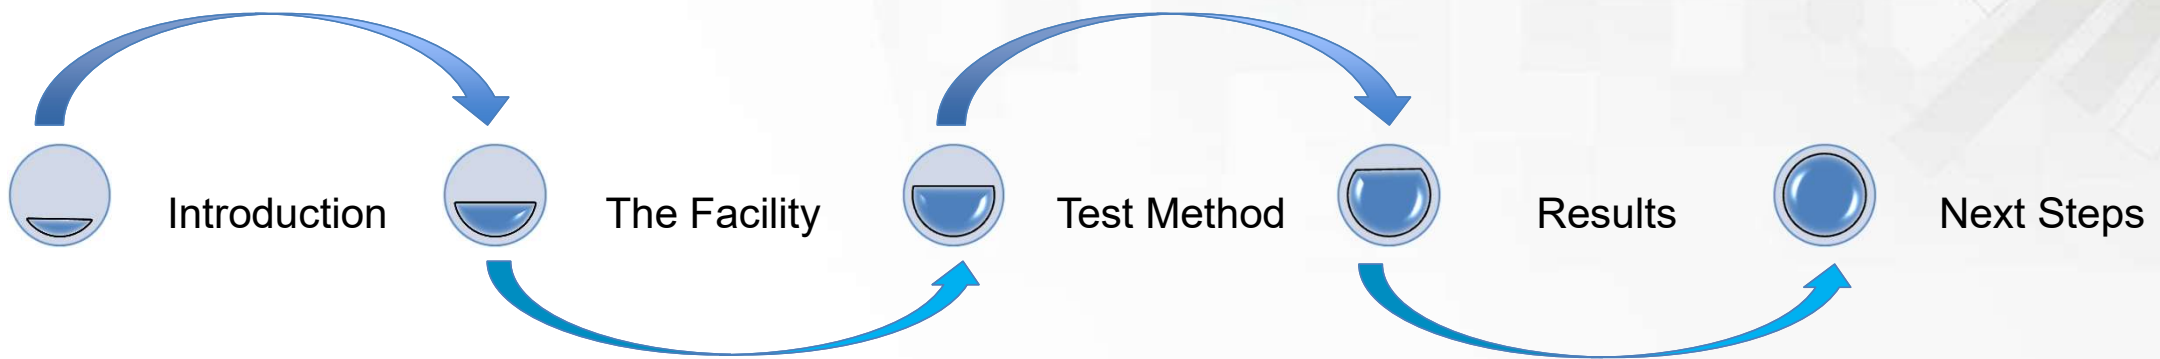 Introduction
The Facility
Test Method
Results
Next Steps